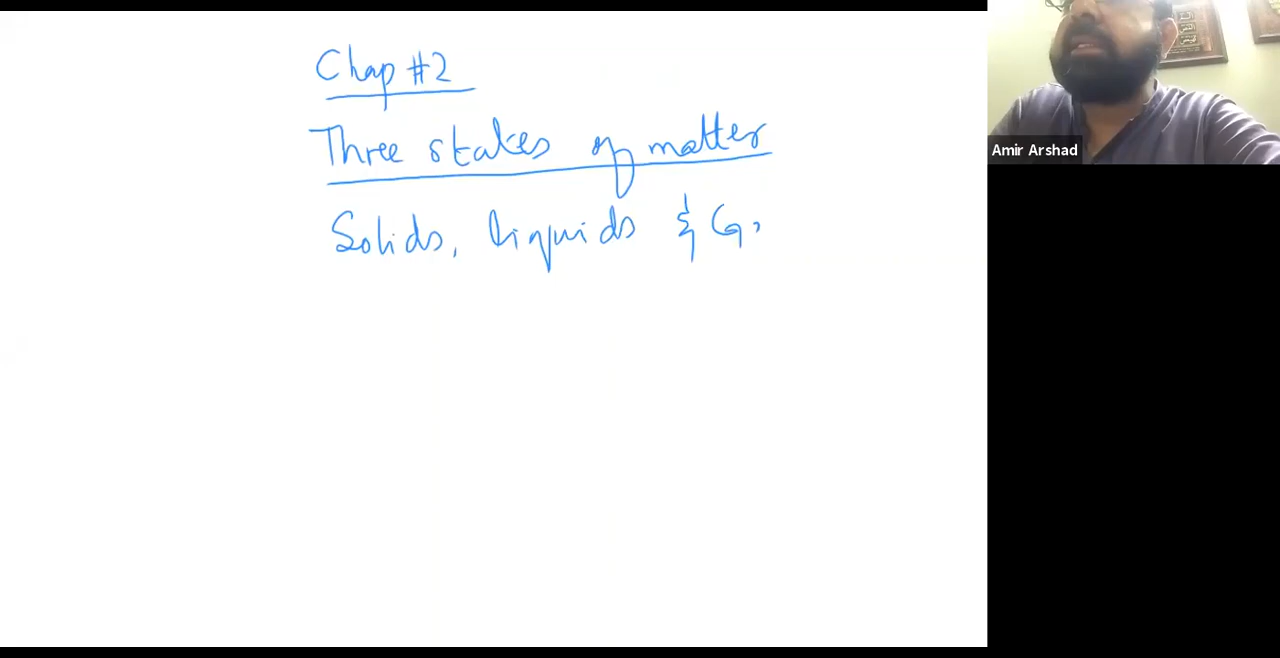 Chap #2
Three states of matter
Solids, liquids & G
Amir Arshad